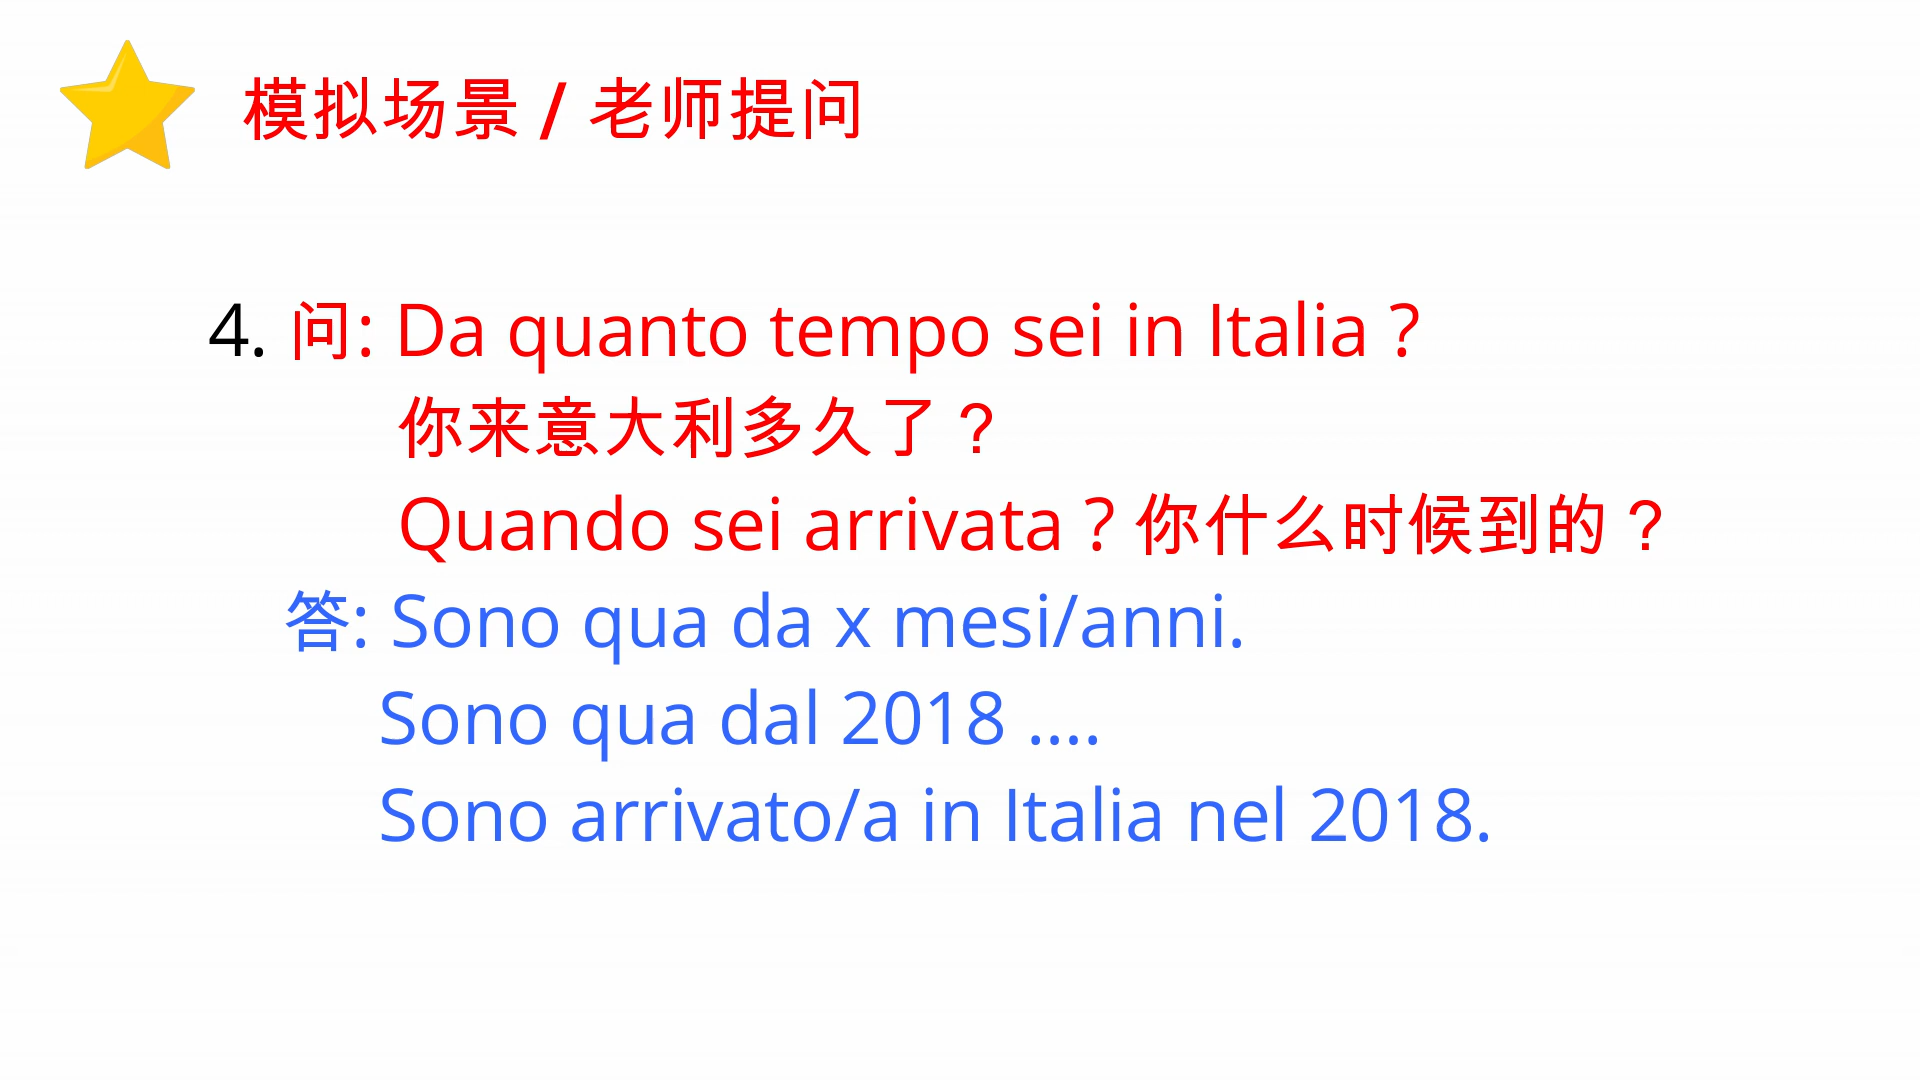 模拟场景 / 老师提问
4. 问: Da quanto tempo sei in Italia ?
你来意大利多久了？
Quando sei arrivata ? 你什么时候到的？
答: Sono qua da x mesi/anni.
Sono qua dal 2018 ....
Sono arrivato/a in Italia nel 2018.